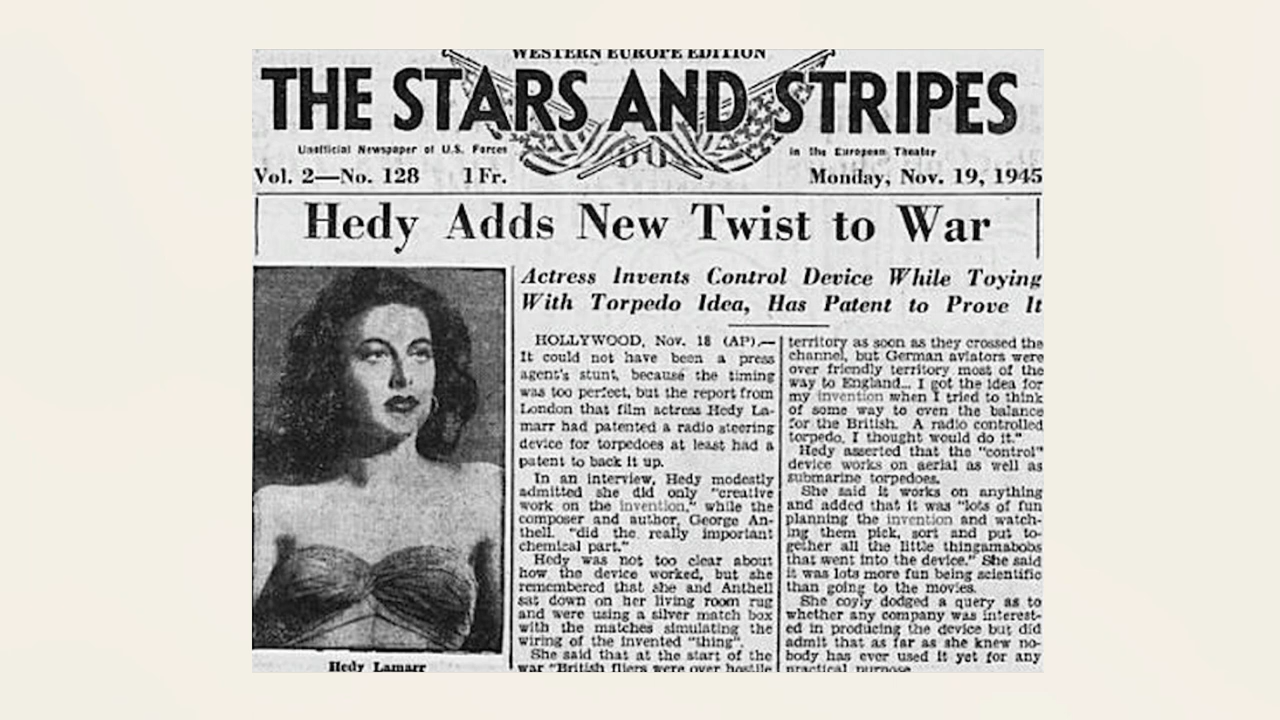 WESTERN EUROPE EDITION
THE STARS AND STRIPES
Unofficial Newspaper of U.S. Forces
in the European Theater
Vol. 2—No. 128 1 Fr.
Monday, Nov. 19, 1945
Hedy Adds New Twist to War
Actress Invents Control Device While Toying
With Torpedo Idea, Has Patent to Prove It
Hedy Lamarr
HOLLYWOOD, Nov. 18 (AP).—
It could not have been a press
agent's stunt, because the timing
was too perfect, but the report from
London that film actress Hedy La-
marr had patented a radio steering
device for torpedoes at least had a
patent to back it up.
In an interview, Hedy modestly
admitted she did only "creative
work on the invention," while the
composer and author, George An-
thell, "did the really important
chemical part."
Hedy was not too clear about
how the device worked, but she
remembered that she and Anthell
sat down on her living room rug
and were using a silver match box
with the matches simulating the
wiring of the invented "thing".
She said that at the start of the
war "British fliers were over hostile
territory as soon as they crossed the
channel, but German aviators were
over friendly territory most of the
way to England... I got the idea for
my invention when I tried to think
of some way to even the balance
for the British. A radio controlled
torpedo, I thought would do it."
Hedy asserted that the "control"
device works on aerial as well as
submarine torpedoes.
She said it works on anything
and added that it was "lots of fun
planning the invention and watch-
ing them pick, sort and put to-
gether all the little thingamabobs
that went into the device." She said
it was lots more fun being scientific
than going to the movies.
She coyly dodged a query as to
whether any company was interest-
ed in producing the device but did
admit that as far as she knew no-
body has ever used it yet for any
practical purpose.